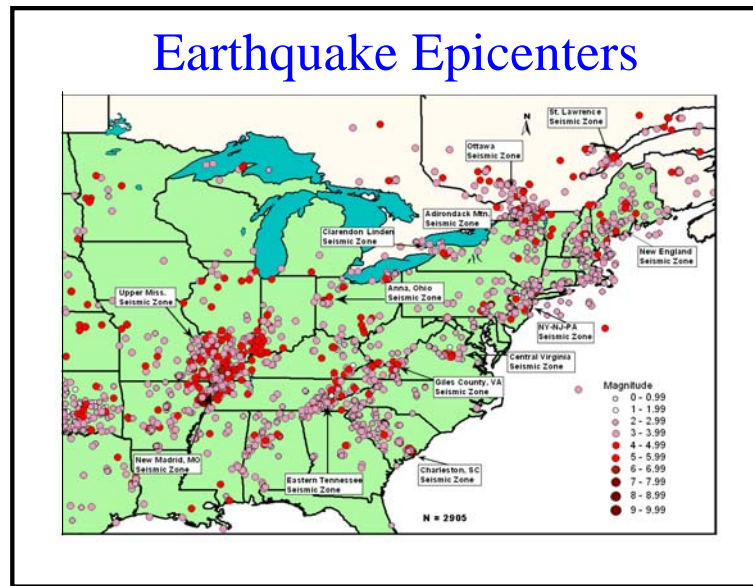 Earthquake Epicenters
St. Lawrence
Seismic Zone
N
Ottawa
Seismic Zone
Adirondack Mtn.
Seismic Zone
Clarendon Linden
Seismic Zone
New England
Seismic Zone
Upper Miss.
Seismic Zone
Anna, Ohio
Seismic Zone
NY-NJ-PA
Seismic Zone
Central Virginia
Seismic Zone
Giles County, VA
Seismic Zone
New Madrid, MO
Seismic Zone
Eastern Tennessee
Seismic Zone
Charleston, SC
Seismic Zone
N = 2905
Magnitude
0 - 0.99
1 - 1.99
2 - 2.99
3 - 3.99
4 - 4.99
5 - 5.99
6 - 6.99
7 - 7.99
8 - 8.99
9 - 9.99